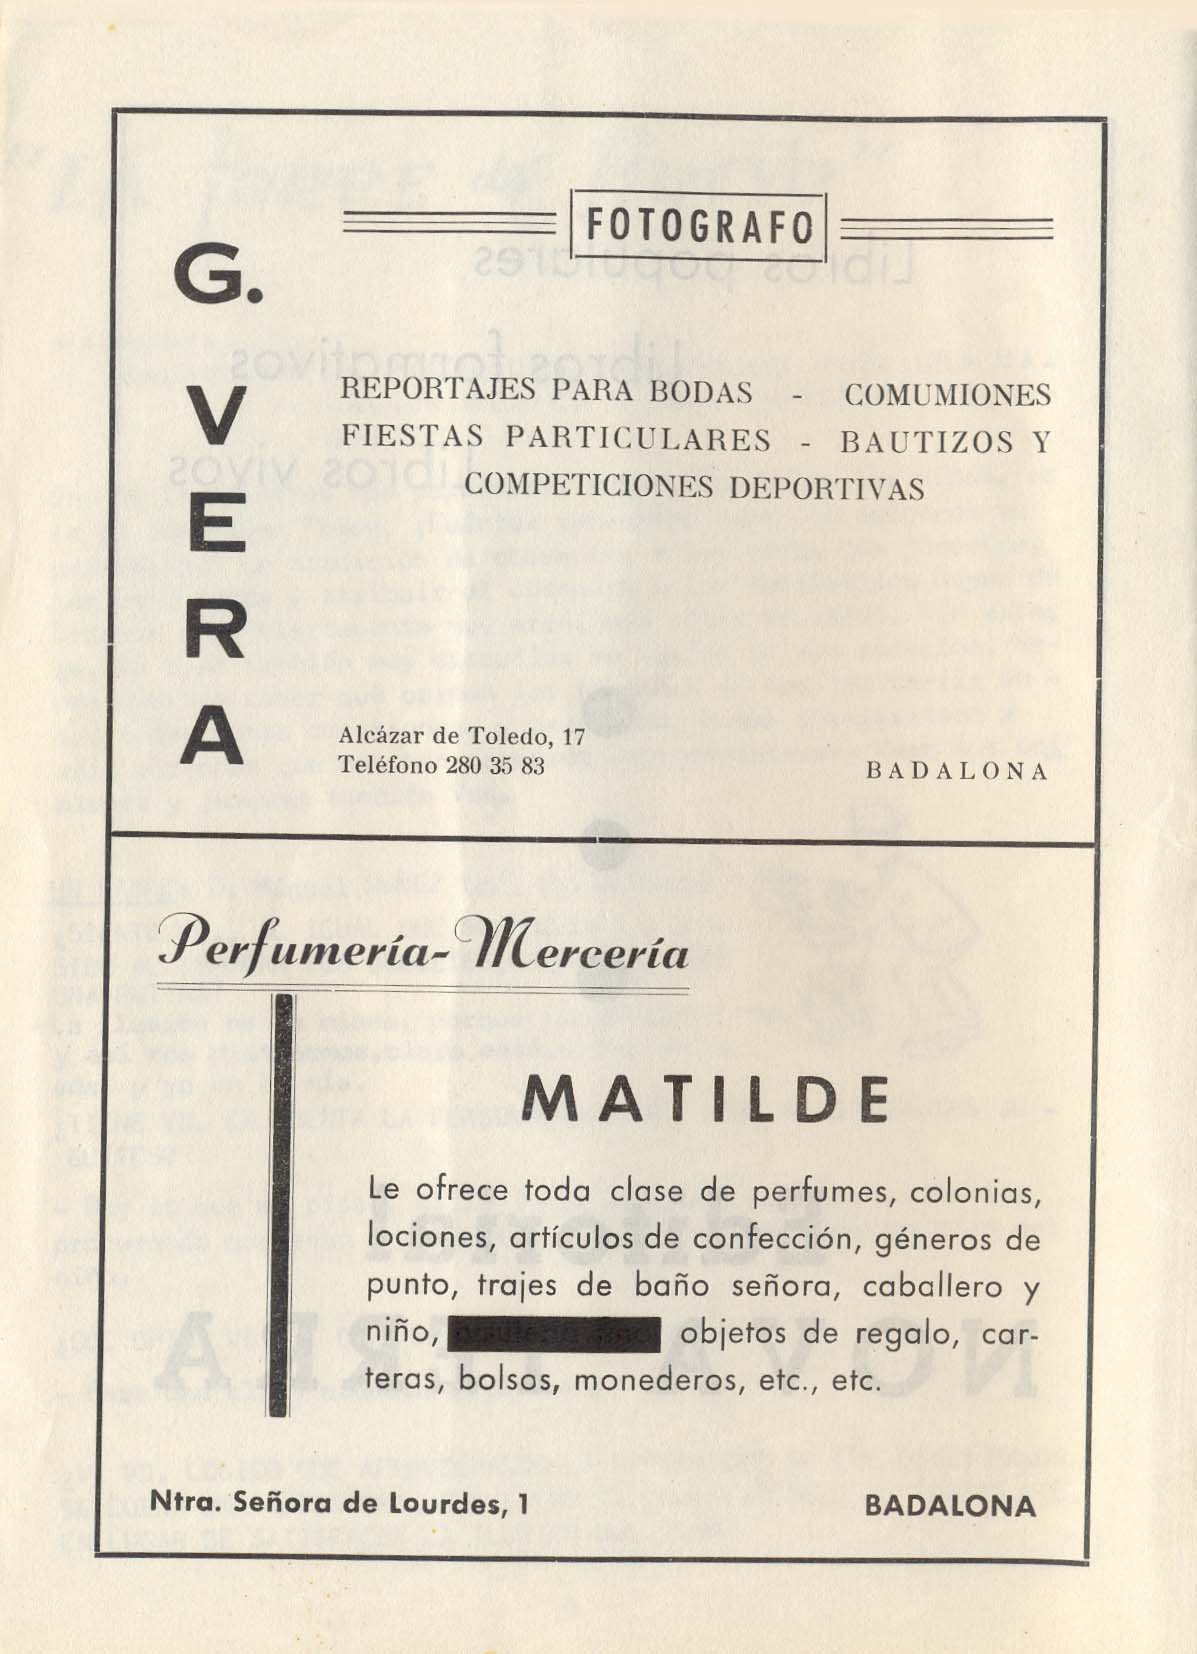 FOTOGRAFO
G. VERA
REPORTAJES PARA BODAS - COMUMIONES
FIESTAS PARTICULARES - BAUTIZOS Y
COMPETICIONES DEPORTIVAS
Alcázar de Toledo, 17
Teléfono 280 35 83
BADALONA
Perfumería-Mercería
MATILDE
Le ofrece toda clase de perfumes, colonias,
lociones, artículos de confección, géneros de
punto, trajes de baño señora, caballero y
niño, objetos de regalo, car-
teras, bolsos, monederos, etc., etc.
Ntra. Señora de Lourdes, 1
BADALONA